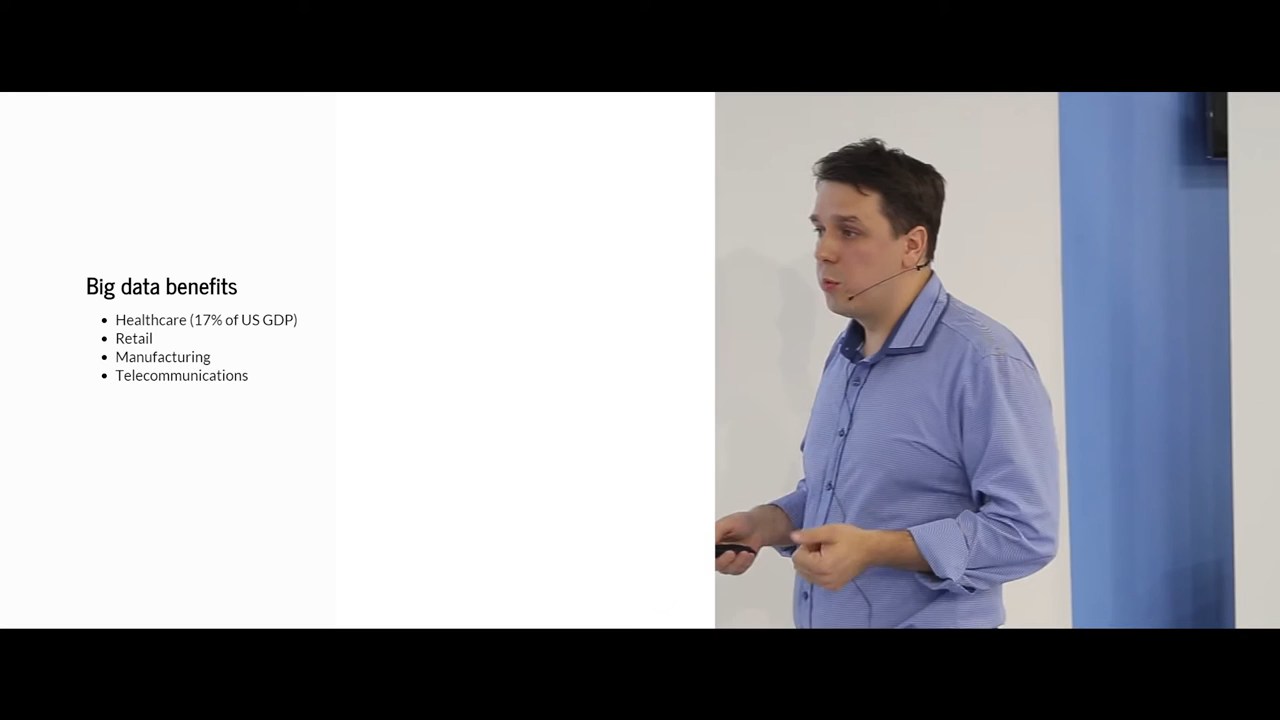 Big data benefits
• Healthcare (17% of US GDP)
• Retail
• Manufacturing
• Telecommunications